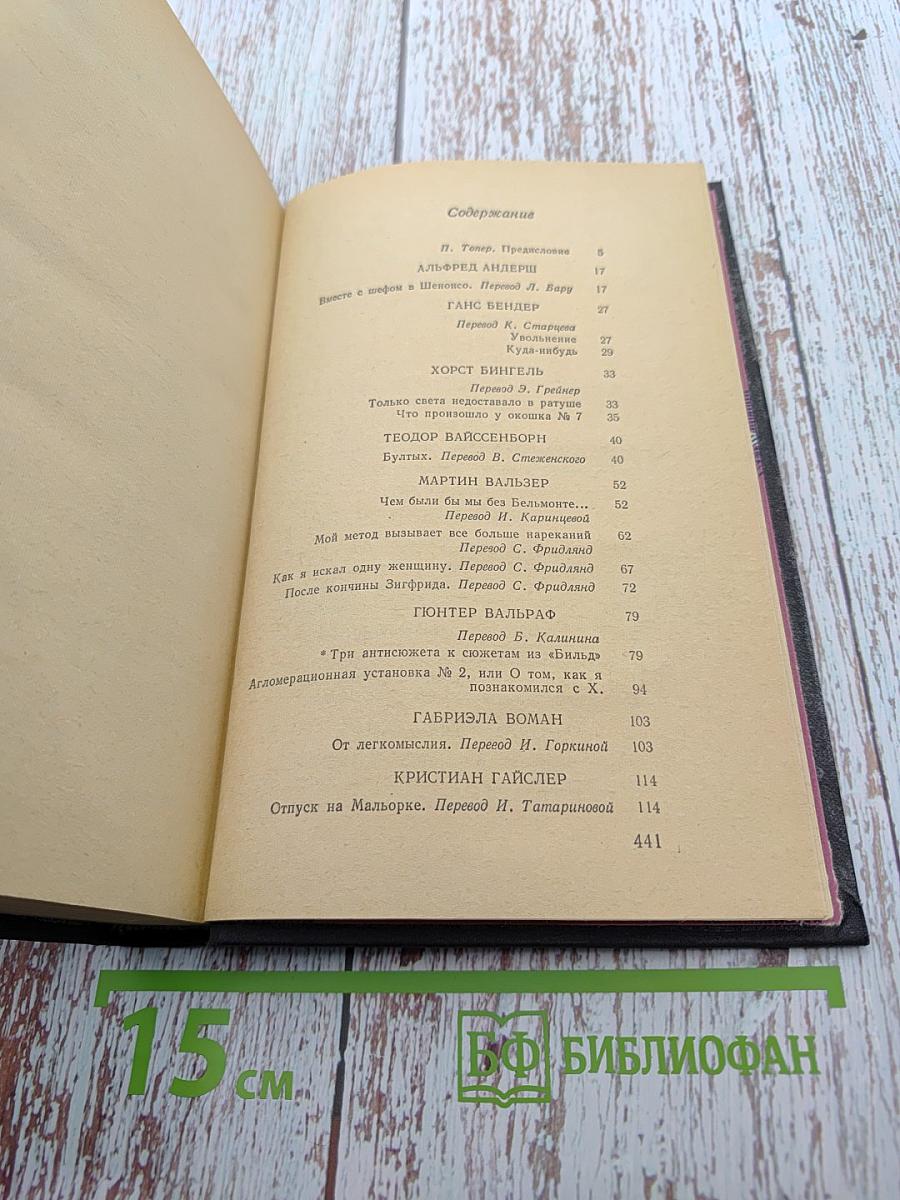 Содержание
П. Топер. Предисловие 5
АЛЬФРЕД АНДЕРШ 17
Вместе с шефом в Шенонсо. Перевод Л. Бару 17
ГАНС БЕНДЕР 27
Перевод К. Старцева
Увольнение 27
Куда-нибудь 29
ХОРСТ БИНГЕЛЬ 33
Перевод Э. Грейнер
Только света недоставало в ратуше 33
Что произошло у окошка № 7 35
ТЕОДОР ВАЙССЕНБОРН 40
Бултых. Перевод В. Стеженского 40
МАРТИН ВАЛЬЗЕР 52
Чем были бы мы без Бельмонте... 52
Перевод И. Каринцевой
Мой метод вызывает все больше нареканий 62
Перевод С. Фридлянд
Как я искал одну женщину. Перевод С. Фридлянд 67
После кончины Зигфрида. Перевод С. Фридлянд 72
ГЮНТЕР ВАЛЬРАФ 79
Перевод Б. Калинина
* Три антисюжета к сюжетам из «Бильд» 79
Агломерационная установка № 2, или О том, как я
познакомился с Х. 94
ГАБРИЭЛА ВОМАН 103
От легкомыслия. Перевод И. Горкиной 103
КРИСТИАН ГАЙСЛЕР 114
Отпуск на Мальорке. Перевод И. Татариновой 114
441
15 см
БФ БИБЛИОФАН